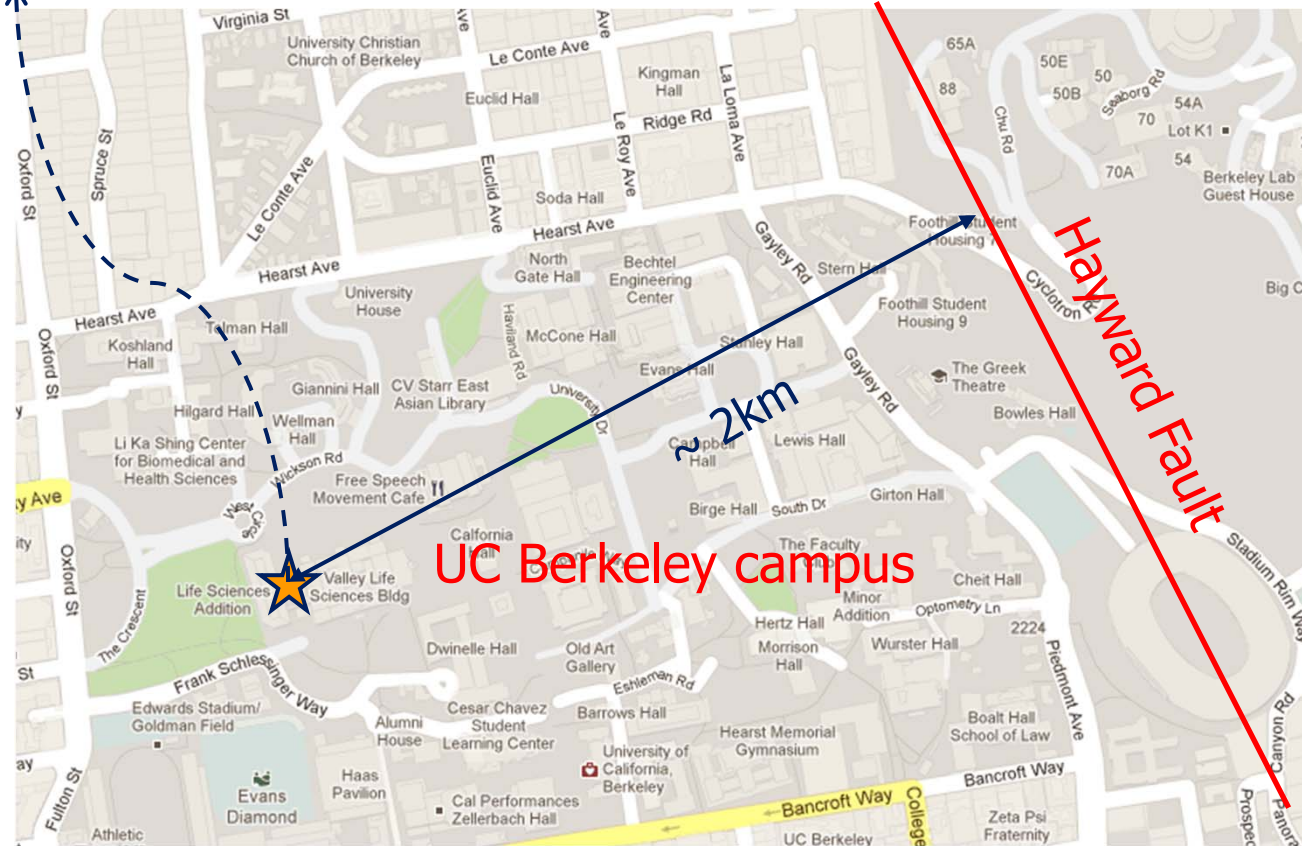 Virginia St
University Christian
Church of Berkeley
Le Conte Ave
Ave
Kingman
Hall
La Loma Ave
65A
88
50E
50
50B
Seaborg Rd
70
54A
Lot K1
54
70A
Berkeley Lab
Guest House
Chu Rd
Oxford St
Spruce St
Euclid Hall
Ridge Rd
Le Roy Ave
Le Conte Ave
Euclid Ave
Soda Hall
Hearst Ave
Foothill Student
Housing 7
Gayley Rd
Hearst Ave
North
Gate Hall
Bechtel
Engineering
Center
Stern Hall
Cyclotron Rd
Hayward Fault
Big C
University
House
Haviland Rd
Foothill Student
Housing 9
Hearst Ave
Tolman Hall
Koshland
Hall
McCone Hall
Stanley Hall
Oxford St
Evans Hall
Gayley Rd
The Greek
Theatre
Giannini Hall
CV Starr East
Asian Library
University Dr
~ 2km
Bowles Hall
Hilgard Hall
Wellman
Hall
Campbell
Hall
Lewis Hall
Li Ka Shing Center
for Biomedical and
Health Sciences
Wickson Rd
Free Speech
Movement Cafe
y Ave
West Circle
Girton Hall
Birge Hall
South Dr
ity
Calfornia
Hall
UC Berkeley campus
The Faculty
Club
Stadium Rim Way
Oxford St
Life Sciences
Addition
Valley Life
Sciences Bldg
Cheit Hall
Minor
Addition
Optometry Ln
The Crescent
Hertz Hall
2224
Dwinelle Hall
Old Art
Gallery
Morrison
Hall
Wurster Hall
St
Frank Schlessinger Way
Eshleman Rd
Piedmont Ave
Edwards Stadium/
Goldman Field
Alumni
House
Cesar Chavez
Student
Learning Center
Barrows Hall
Hearst Memorial
Gymnasium
Boalt Hall
School of Law
Canyon Rd
ay
Fulton St
University of
California,
Berkeley
Haas
Pavilion
Evans
Diamond
Bancroft Way
Cal Performances
Zellerbach Hall
Bancroft Way
College
Prospec
Panora
Zeta Psi
Fraternity
Athletic
UC Berkeley